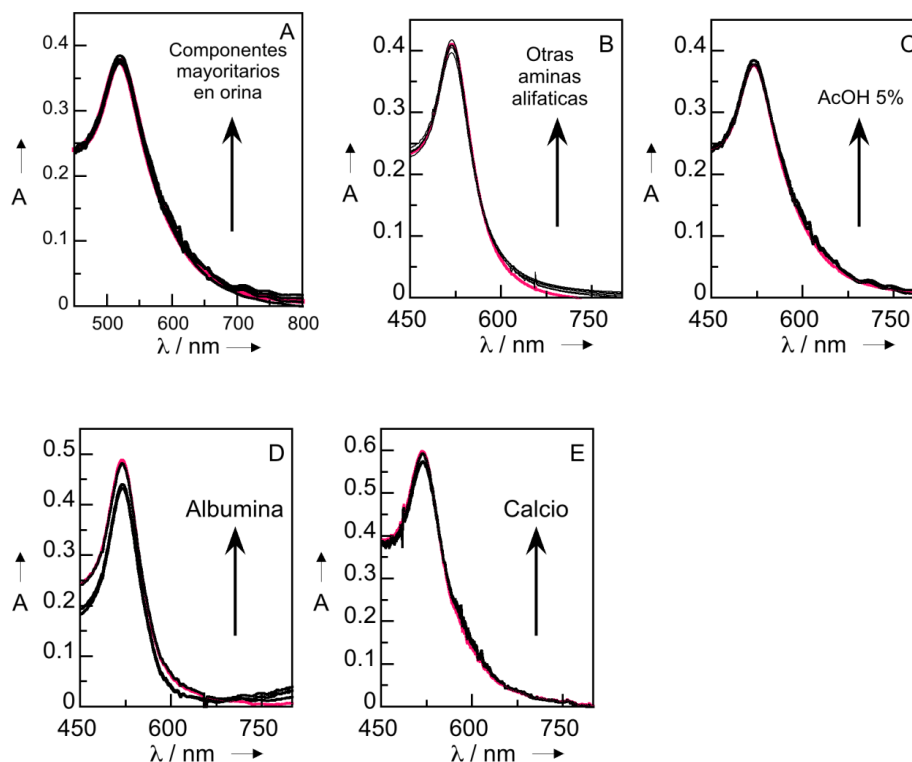 A
Componentes
mayoritarios
en orina
0.4
0.3
0.2
0.1
0
A
500 600 700 800
λ / nm
B
Otras
aminas
alifaticas
0.4
0.3
0.2
0.1
0
A
450 600 750
λ / nm
C
AcOH 5%
0.4
0.3
0.2
0.1
0
A
450 600 750
λ / nm
D
Albumina
0.5
0.4
0.3
0.2
0.1
0
A
450 600 750
λ / nm
E
Calcio
0.6
0.5
0.4
0.3
0.2
0.1
0
A
450 600 750
λ / nm